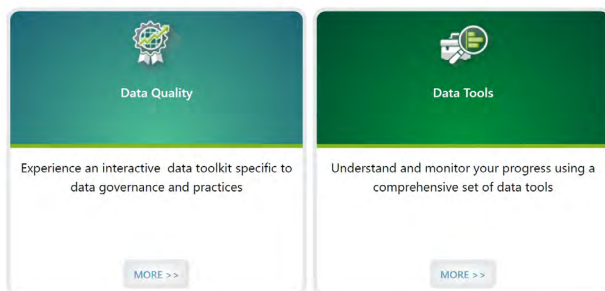 Data Quality
Experience an interactive data toolkit specific to
data governance and practices
MORE >>
Data Tools
Understand and monitor your progress using a
comprehensive set of data tools
MORE >>